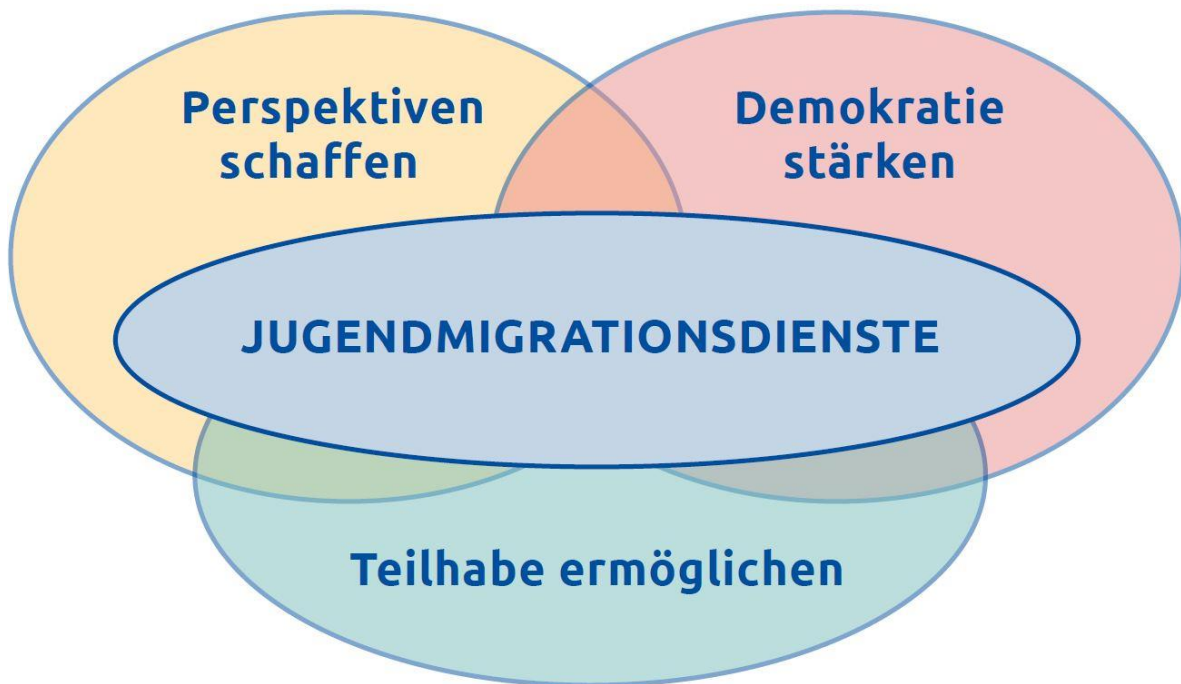 Perspektiven
schaffen
Demokratie
stärken
JUGENDMIGRATIONSDIENSTE
Teilhabe ermöglichen